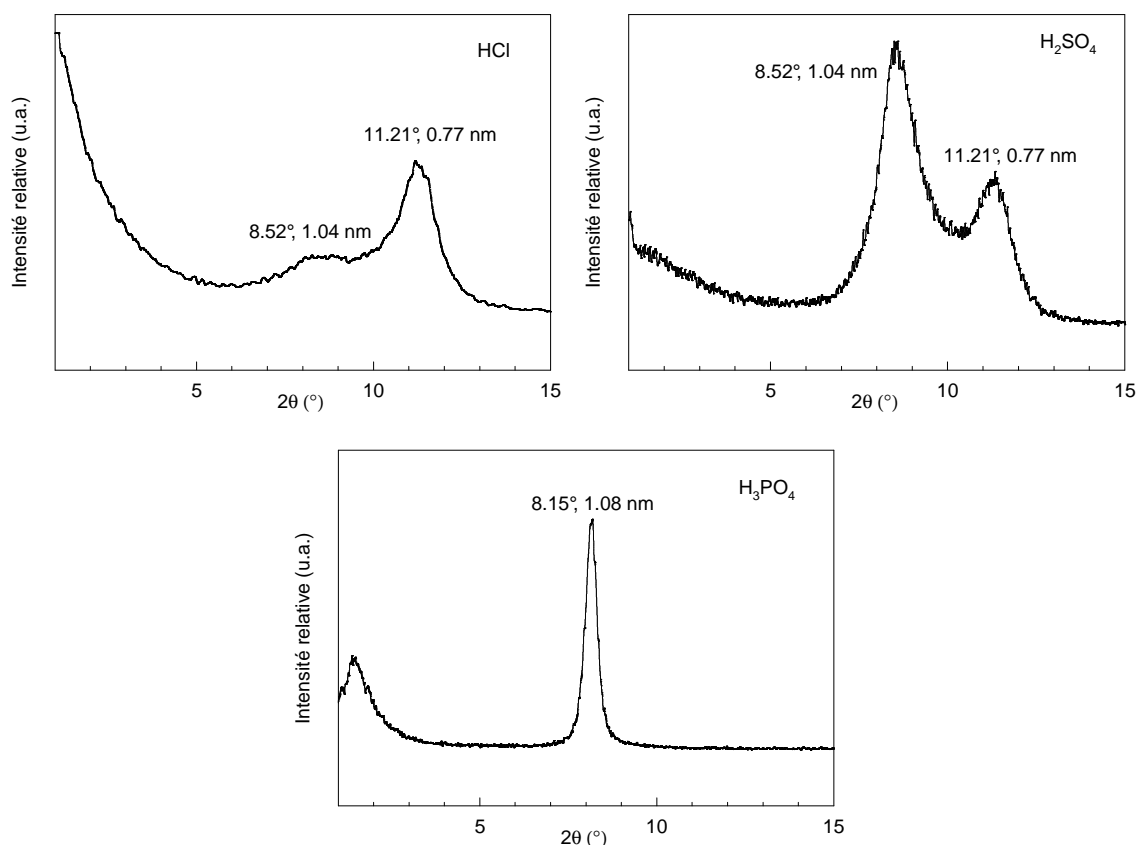 HCl
11.21°, 0.77 nm
8.52°, 1.04 nm
Intensité relative (u.a.)
5 10 15
2θ (°)
H₂SO₄
8.52°, 1.04 nm
11.21°, 0.77 nm
Intensité relative (u.a.)
5 10 15
2θ (°)
H₃PO₄
8.15°, 1.08 nm
Intensité relative (u.a.)
5 10 15
2θ (°)